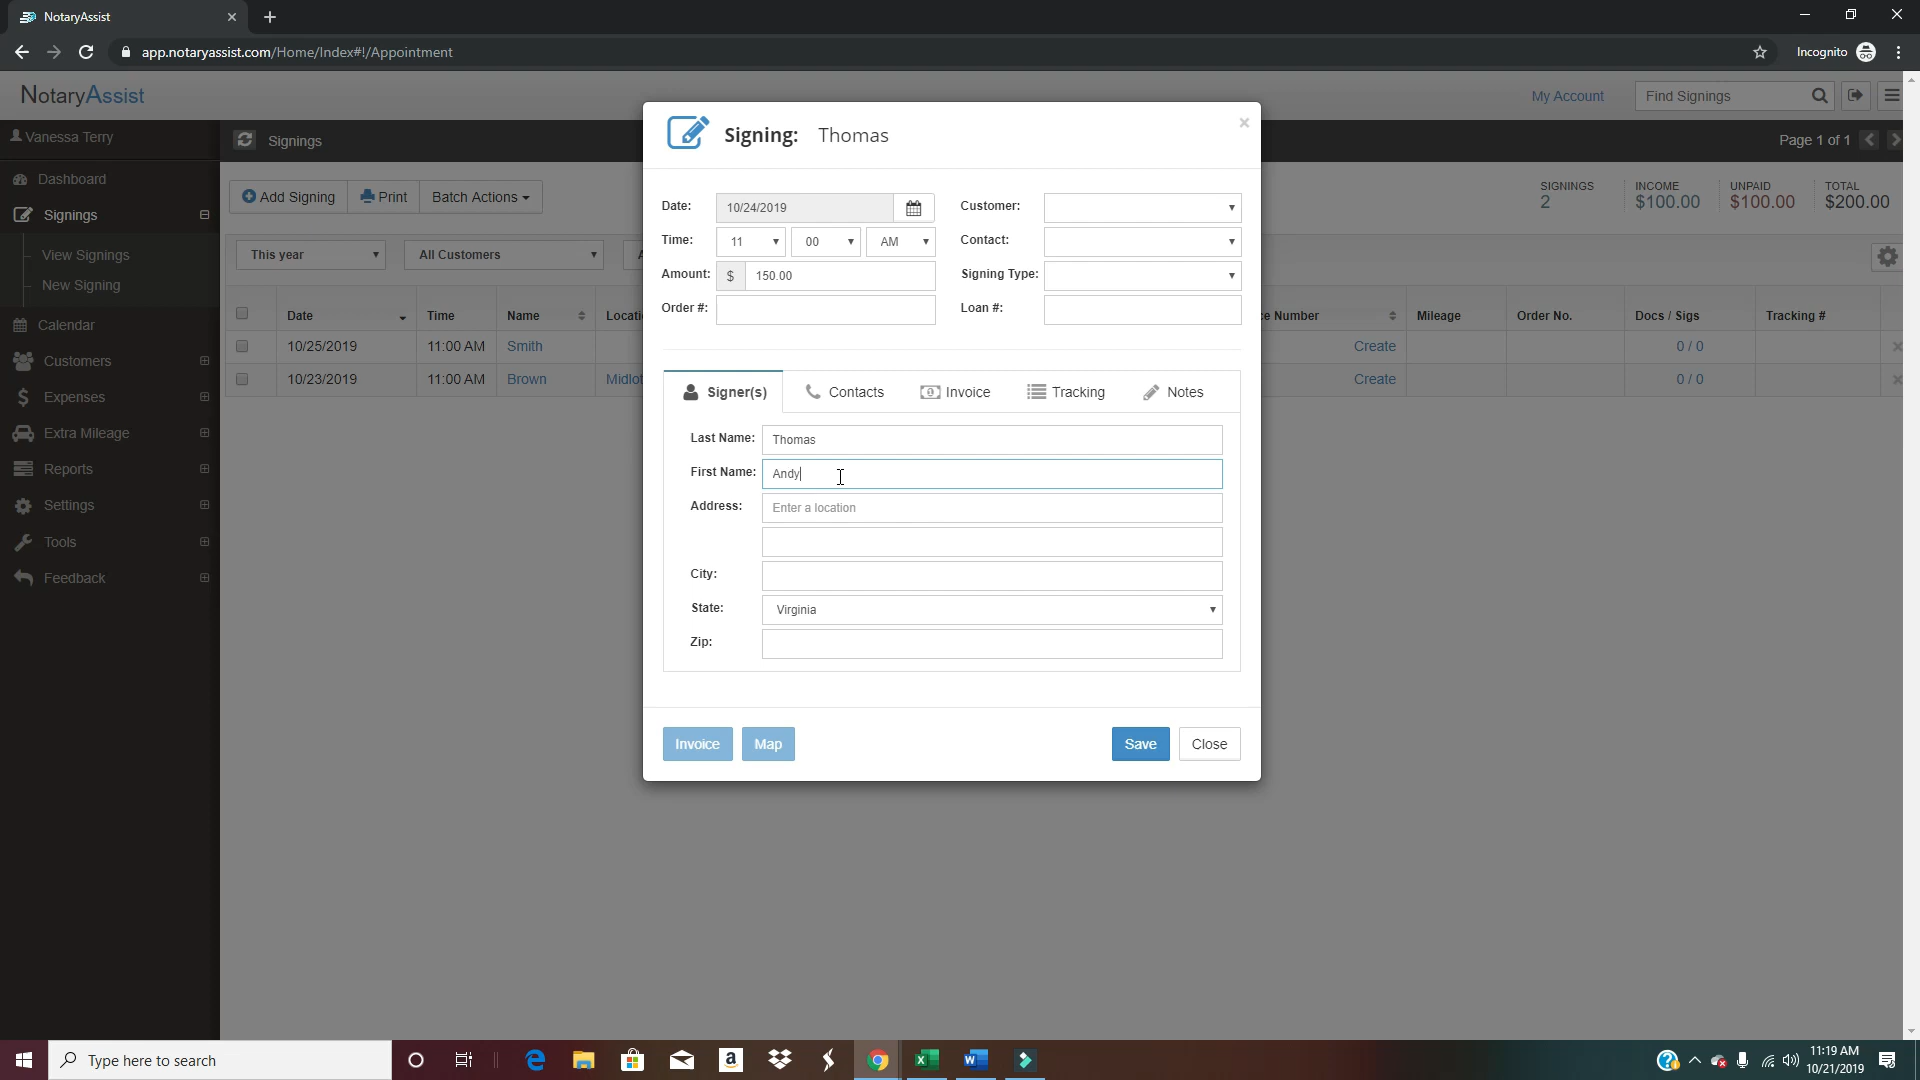 NotaryAssist
app.notaryassist.com/Home/Index#!/Appointment
Incognito
NotaryAssist
My Account
Find Signings
Vanessa Terry
Signings
Page 1 of 1
Dashboard
Signings
View Signings
New Signing
Calendar
Customers
Expenses
Extra Mileage
Reports
Settings
Tools
Feedback
Add Signing
Print
Batch Actions
SIGNINGS
2
INCOME
$100.00
UNPAID
$100.00
TOTAL
$200.00
This year
All Customers
Date Time Name Mileage Order No. Docs / Sigs Tracking #
10/25/2019 11:00 AM Smith Create 0 / 0
10/23/2019 11:00 AM Brown Create 0 / 0
Signing: Thomas
Date: 10/24/2019 Customer:
Time: 11 00 AM Contact:
Amount: $ 150.00 Signing Type:
Order #: Loan #:
Signer(s) Contacts Invoice Tracking Notes
Last Name: Thomas
First Name: Andy
Address: Enter a location
City:
State: Virginia
Zip:
Invoice Map Save Close
Type here to search
11:19 AM
10/21/2019